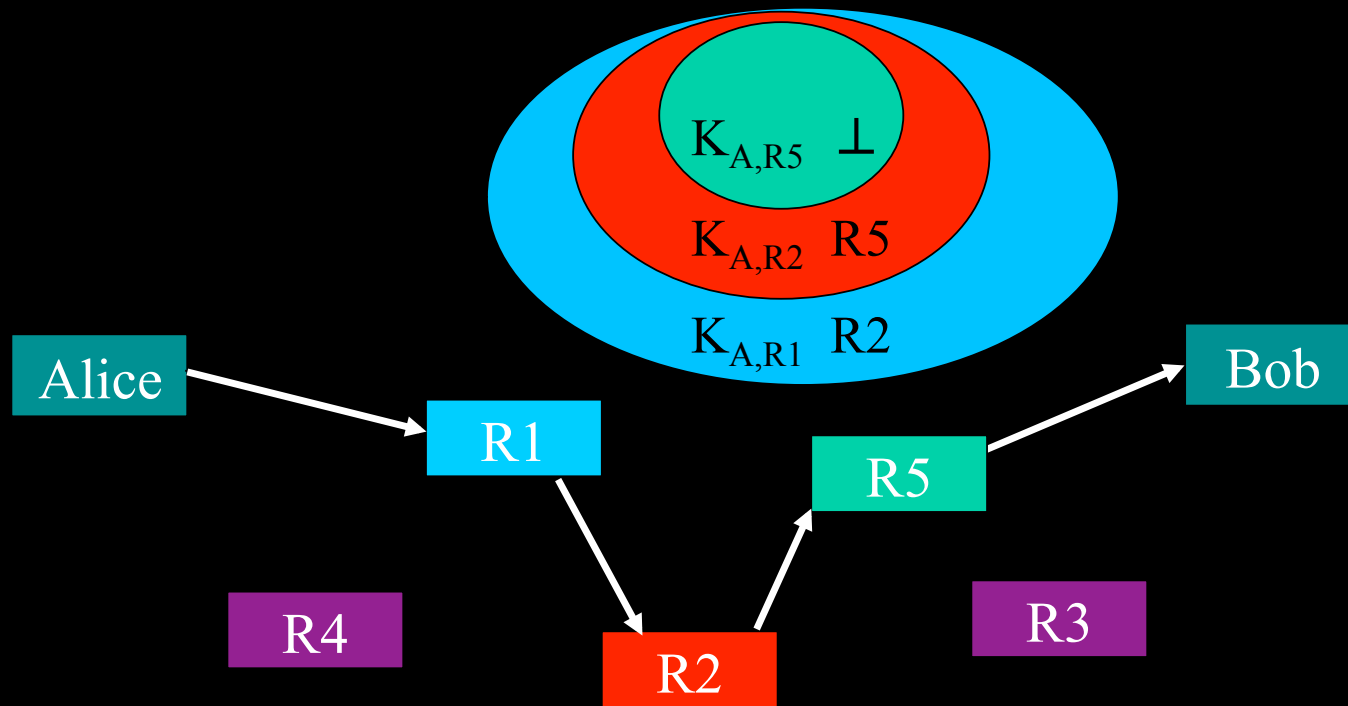 K_A,R5 ⊥
K_A,R2 R5
K_A,R1 R2
Alice
Bob
R1
R5
R4
R3
R2